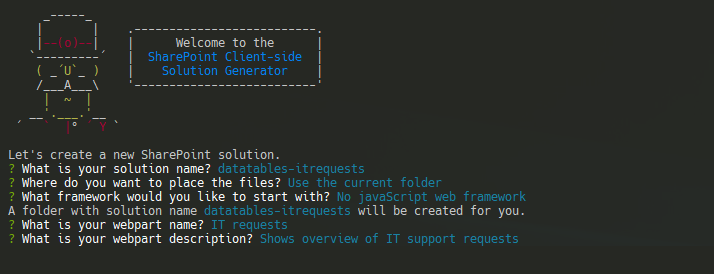 Welcome to the
SharePoint Client-side
Solution Generator
Let's create a new SharePoint solution.
? What is your solution name? datatables-itrequests
? Where do you want to place the files? Use the current folder
? What framework would you like to start with? No javaScript web framework
A folder with solution name datatables-itrequests will be created for you.
? What is your webpart name? IT requests
? What is your webpart description? Shows overview of IT support requests